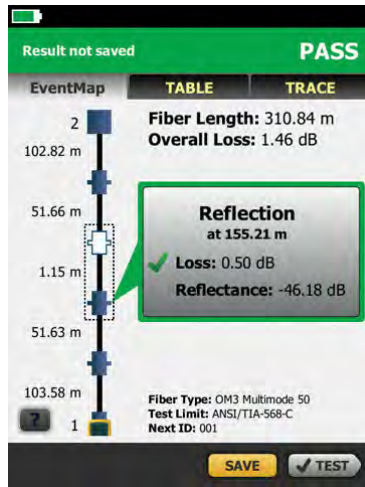 Result not saved PASS
EventMap TABLE TRACE
Fiber Length: 310.84 m
Overall Loss: 1.46 dB
2
102.82 m
51.66 m
1.15 m
51.63 m
103.58 m
? 1
Reflection
at 155.21 m
Loss: 0.50 dB
Reflectance: -46.18 dB
Fiber Type: OM3 Multimode 50
Test Limit: ANSI/TIA-568-C
Next ID: 001
SAVE TEST